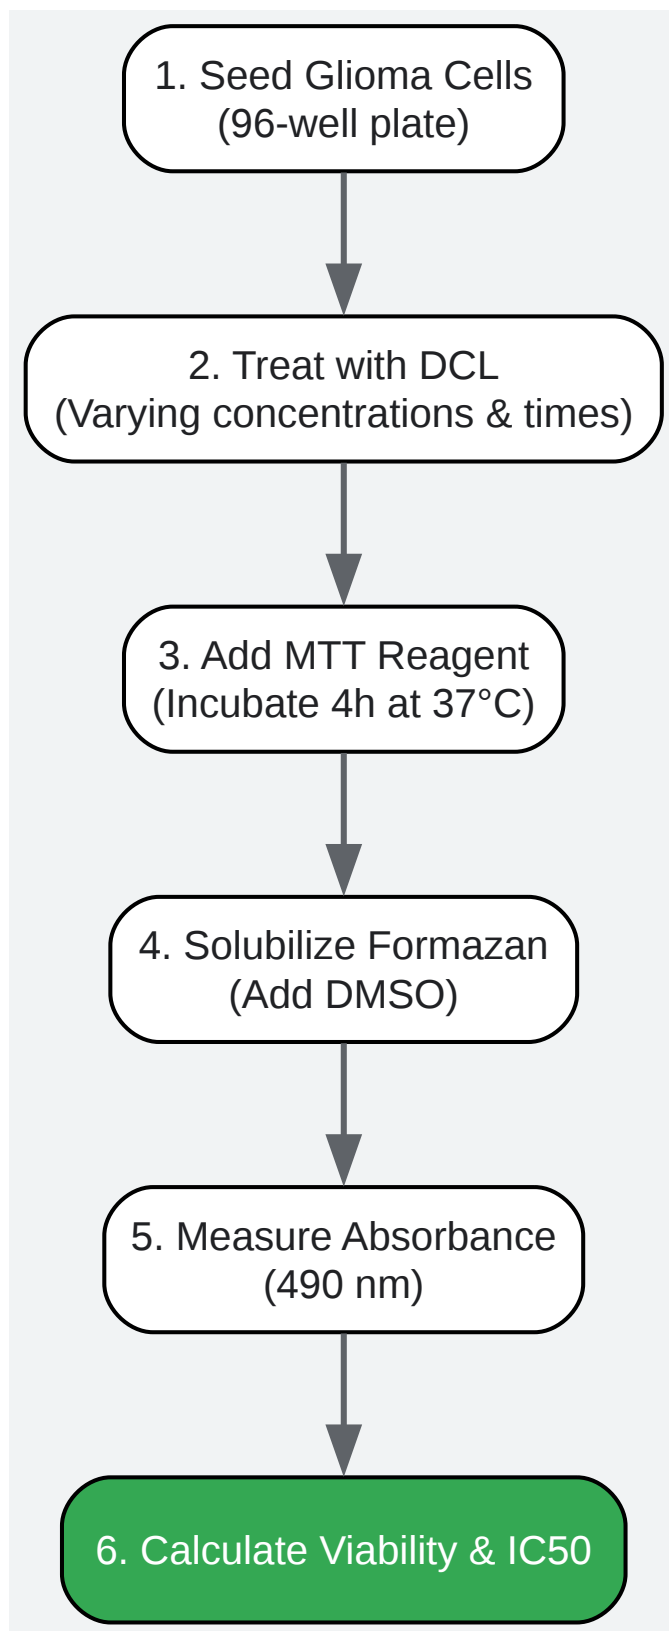 1. Seed Glioma Cells
(96-well plate)
2. Treat with DCL
(Varying concentrations & times)
3. Add MTT Reagent
(Incubate 4h at 37°C)
4. Solubilize Formazan
(Add DMSO)
5. Measure Absorbance
(490 nm)
6. Calculate Viability & IC50